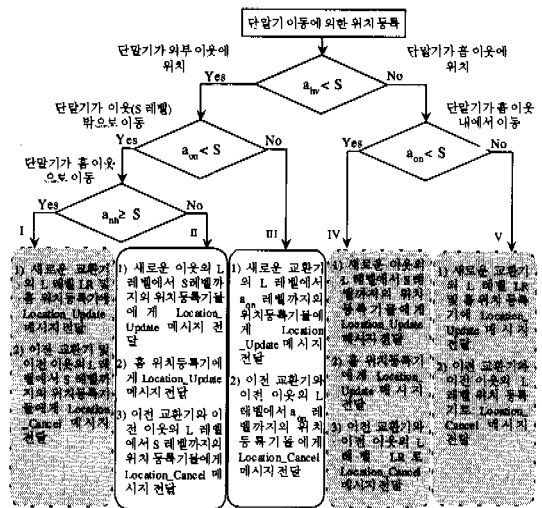 단말기 이동에 의한 위치 등록
단말기가 외부 이웃에
위치
단말기가 홈 이웃에
위치
Yes
No
< S
단말기가 이웃(S 레벨)
밖으로 이동
단말기가 홈 이웃
내에서 이동
Yes
No
a_on < S
Yes
No
a_on < S
단말기가 홈 이웃
으로 이동
Yes
No
a_nh ≥ S
I
II
III
IV
V
1) 새로운 교환기
의 L 레벨 LR 및
홈 위치등록기에
Location_Update
메시지 전달
2) 이전 교환기 및
이전 이웃의 L 레
벨에서 S 레벨까
지의 위치등록기
들에게 Location
_Cancel 메시지
전달
1) 새로운 이웃의 L
레벨에서 S레벨까
지의 위치등록기들
에게 Location_
Update 메시지 전
달
2) 홈 위치등록기에
게 Location_Update
메시지 전달
3) 이전 교환기와 이
전 이웃의 L 레벨
에서 S 레벨까지의
위치등록기들에게
Location_Cancel 메
시지 전달
1) 새로운 교환기
의 L 레벨에서
a_on 레벨까지의
위치등록기들에
게 Location
_Update 메시지
전달
2) 이전 교환기와
이전 이웃의 L
레벨에서 a_on 레
벨까지의 위치
등록기들에게
Location_Cancel
메시지 전달
1) 새로운 이웃의 L
레벨에서 S레벨
까지의 위치
등록기들에게
Location_Update
메시지 전달
2) 홈 위치등록기
에게 Location_
Update 메시지 전
달
3) 이전 교환기와
이전 이웃의 L
레벨 LR로
Location_Cancel
메시지 전달
1) 새로운 교환기
의 L 레벨 LR
및 홈 위치등록기
에 Location_
Update 메시지
전달
2) 이전 교환기와
이전 이웃의 L
레벨 위치 등록
기로 Location_
Cancel 메시지
전달